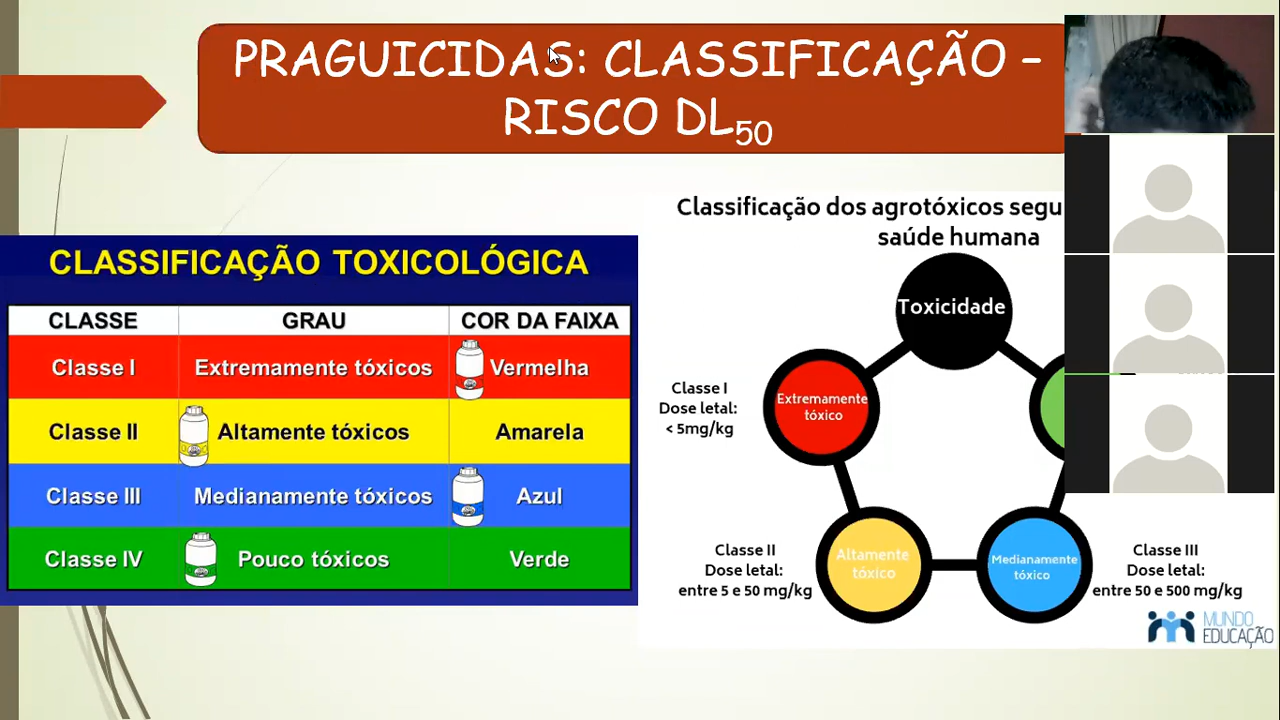 PRAGUICIDAS: CLASSIFICAÇÃO –
RISCO DL50
CLASSIFICAÇÃO TOXICOLÓGICA
CLASSE GRAU COR DA FAIXA
Classe I Extremamente tóxicos Vermelha
Classe II Altamente tóxicos Amarela
Classe III Medianamente tóxicos Azul
Classe IV Pouco tóxicos Verde
Classificação dos agrotóxicos segu
saúde humana
Toxicidade
Classe I
Dose letal:
< 5mg/kg
Extremamente
tóxico
Classe II
Dose letal:
entre 5 e 50 mg/kg
Altamente
tóxico
Medianamente
tóxico
Classe III
Dose letal:
entre 50 e 500 mg/kg
MUNDO
EDUCAÇÃO